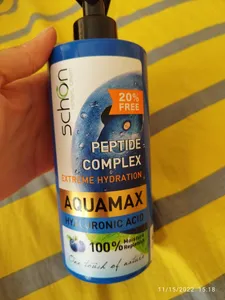 schön
20%
FREE
PEPTIDE
COMPLEX
EXTREME HYDRATION
AQUAMAX
HYALURONIC ACID
100%
One touch of nature
11/15/2022 15:18